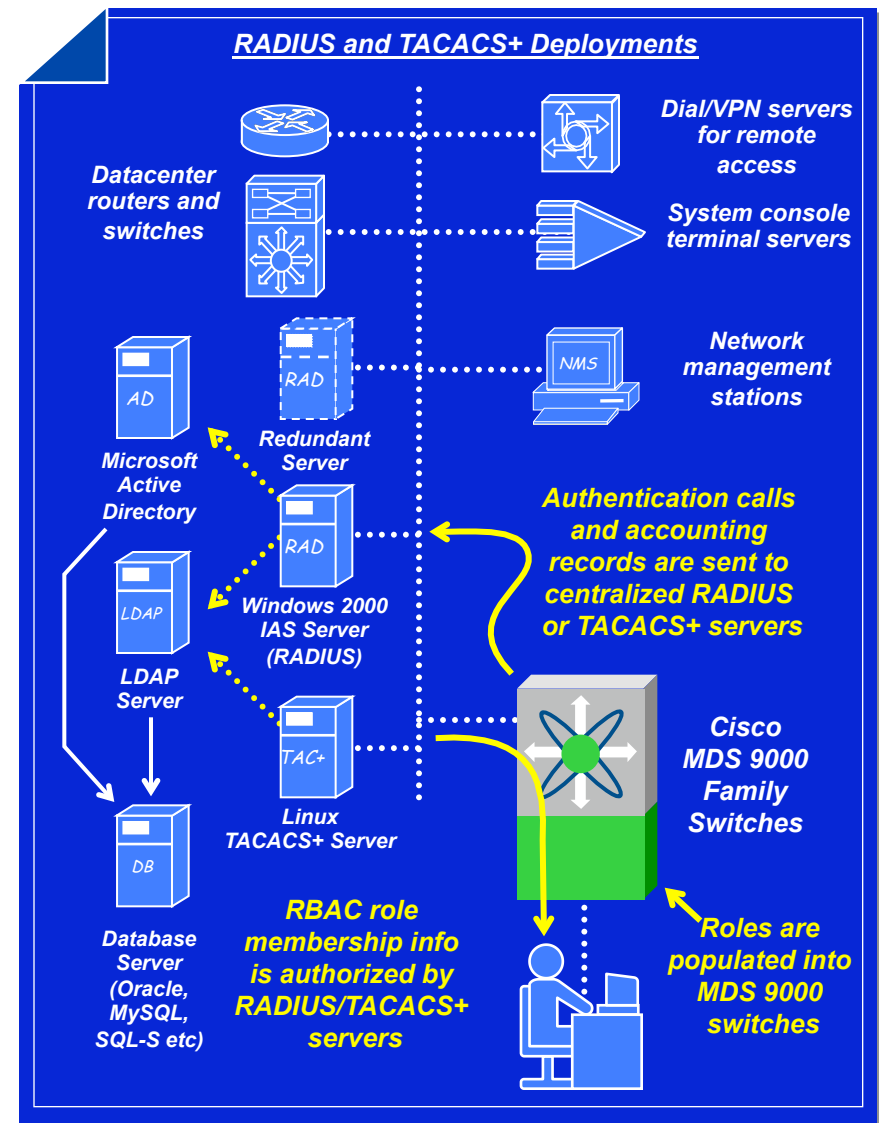 RADIUS and TACACS+ Deployments
Dial/VPN servers
for remote
access
Datacenter
routers and
switches
System console
terminal servers
RAD
NMS
Network
management
stations
AD
Redundant
Server
Microsoft
Active
Directory
RAD
Authentication calls
and accounting
records are sent to
centralized RADIUS
or TACACS+ servers
LDAP
Windows 2000
IAS Server
(RADIUS)
LDAP
Server
TAC+
Cisco
MDS 9000
Family
Switches
Linux
TACACS+ Server
DB
RBAC role
membership info
is authorized by
RADIUS/TACACS+
servers
Roles are
populated into
MDS 9000
switches
Database
Server
(Oracle,
MySQL,
SQL-S etc)